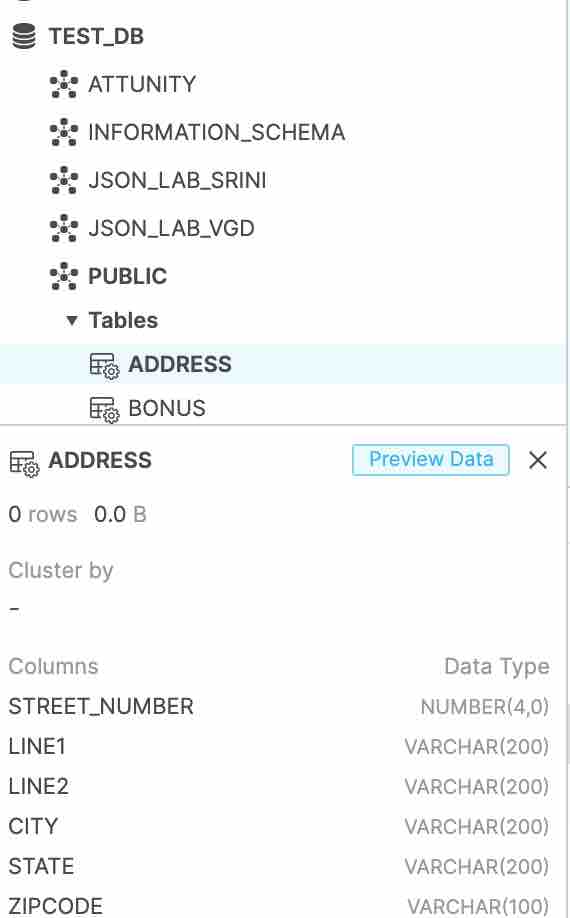 TEST_DB
ATTUNITY
INFORMATION_SCHEMA
JSON_LAB_SRINI
JSON_LAB_VGD
PUBLIC
Tables
ADDRESS
BONUS
ADDRESS Preview Data
0 rows 0.0 B
Cluster by
-
Columns Data Type
STREET_NUMBER NUMBER(4,0)
LINE1 VARCHAR(200)
LINE2 VARCHAR(200)
CITY VARCHAR(200)
STATE VARCHAR(200)
ZIPCODE VARCHAR(100)